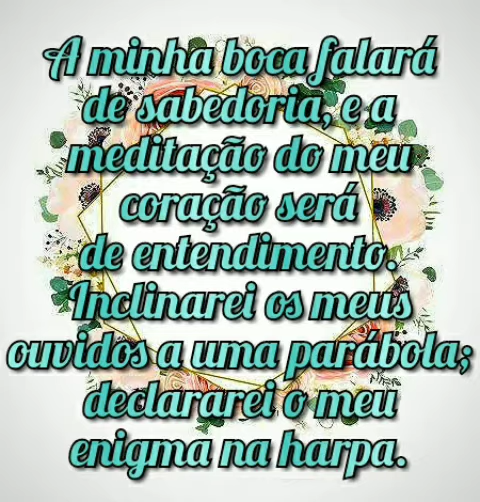 A minha boca falará
de sabedoria, e a
meditação do meu
coração será
de entendimento.
Inclinarei os meus
ouvidos a uma parábola;
declararei o meu
enigma na harpa.